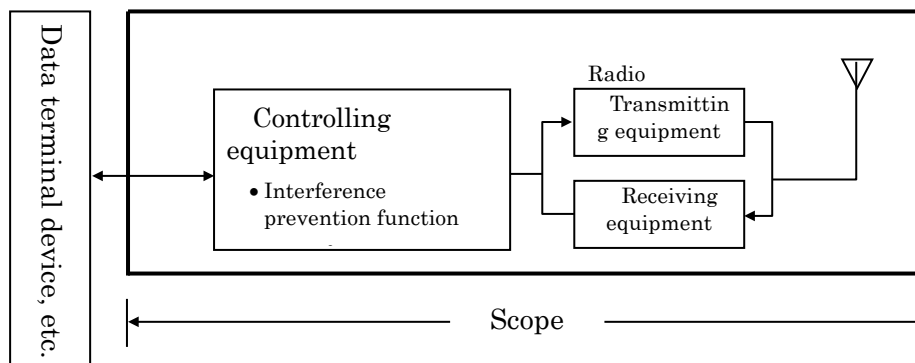 Data terminal device, etc.
Controlling
equipment
• Interference
prevention function
Radio
Transmittin
g equipment
Receiving
equipment
Scope